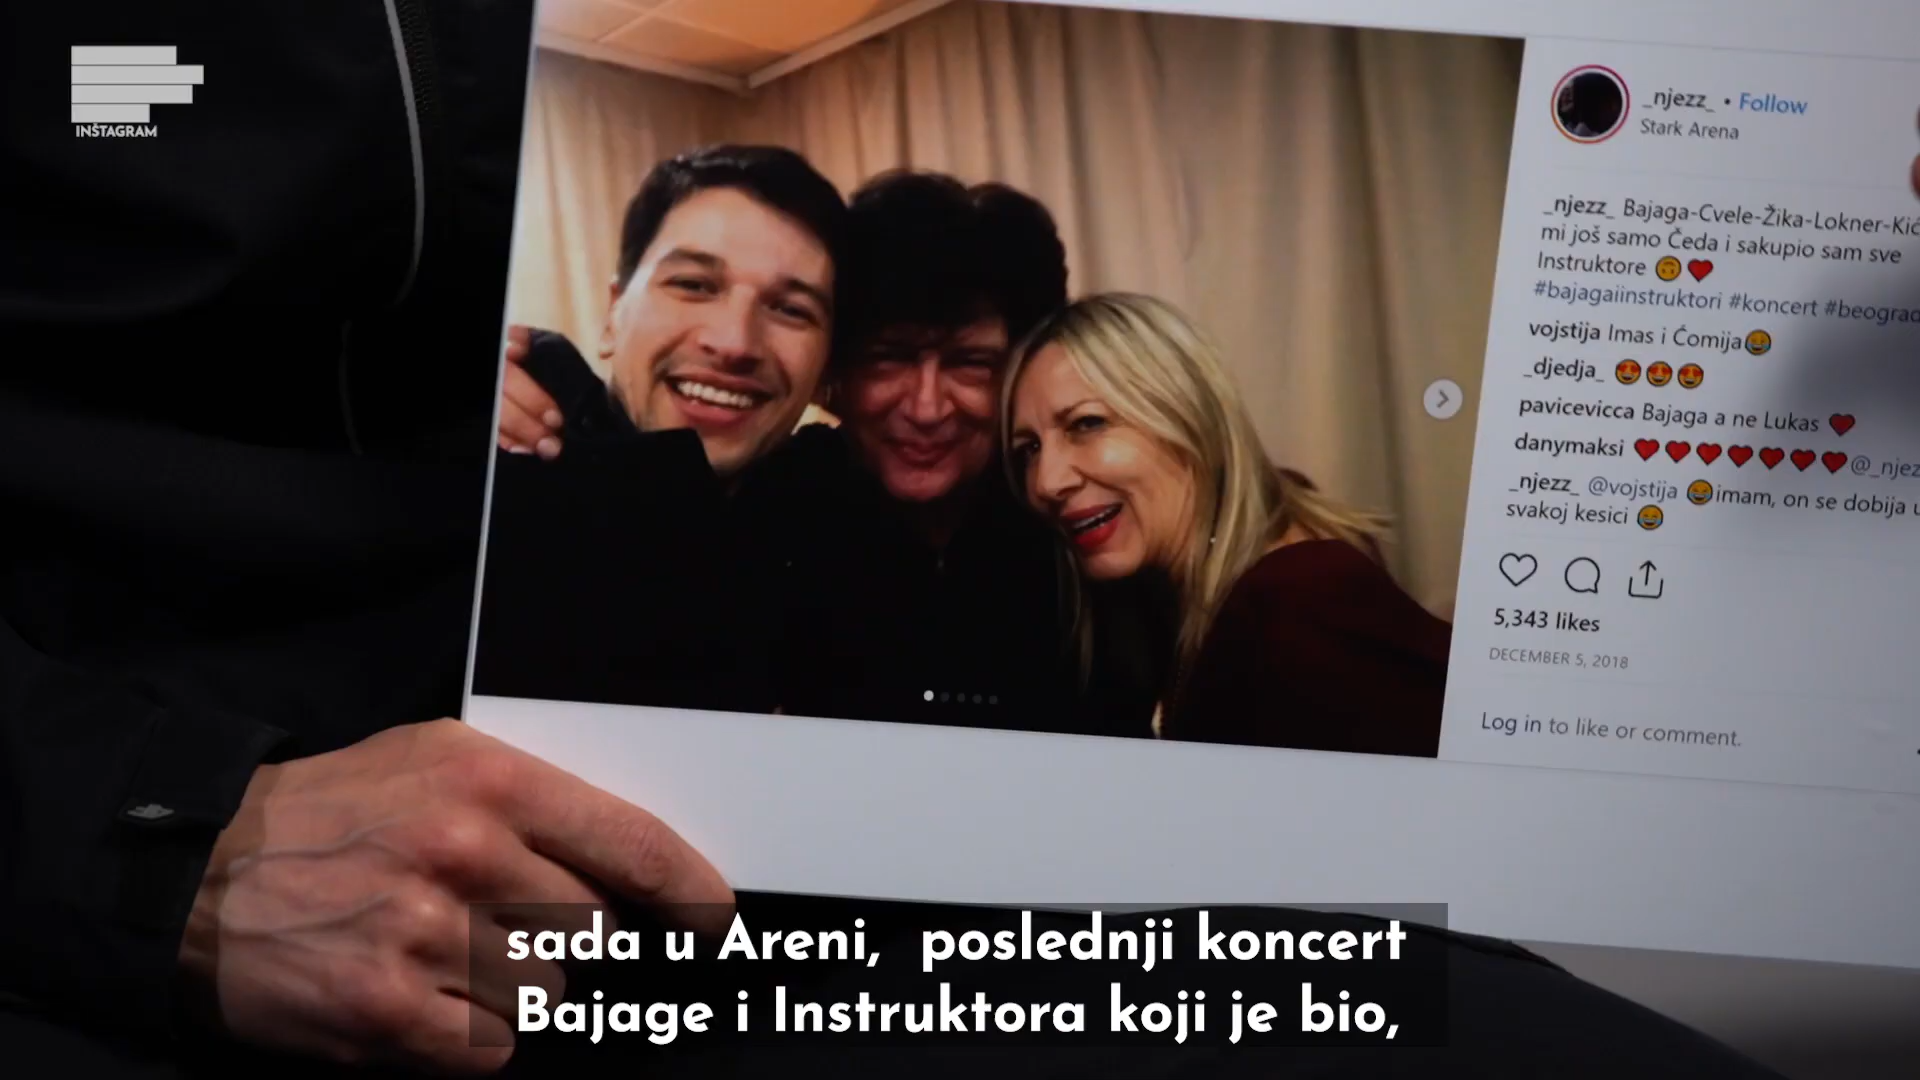 INŠTAGRAM
_njezz_ • Follow
Stark Arena
_njezz_ Bajaga-Cvele-Žika-Lokner-Kić
mi još samo Čeda i sakupio sam sve
Instruktore 🙃❤️
#bajagaiinstruktori #koncert #beograd
vojstija Imas i Ćomija😂
_djedja_ 😍😍😍
pavicevicca Bajaga a ne Lukas ❤️
danymaksi ❤️❤️❤️❤️❤️❤️❤️@_njez
_njezz_ @vojstija 😂imam, on se dobija u
svakoj kesici 😂
5,343 likes
DECEMBER 5, 2018
Log in to like or comment.
sada u Areni, poslednji koncert
Bajage i Instruktora koji je bio,